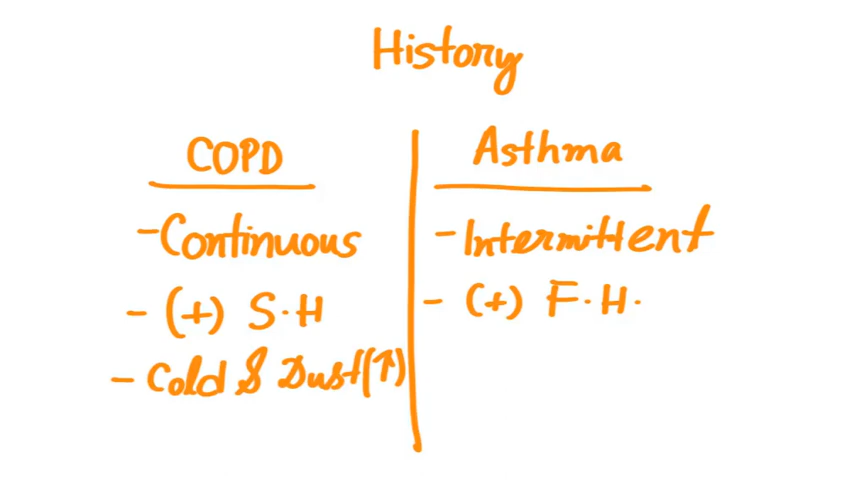 History
COPD
- Continuous
- (+) S.H
- Cold & Dust(↑)
Asthma
- Intermittent
- (+) F.H.